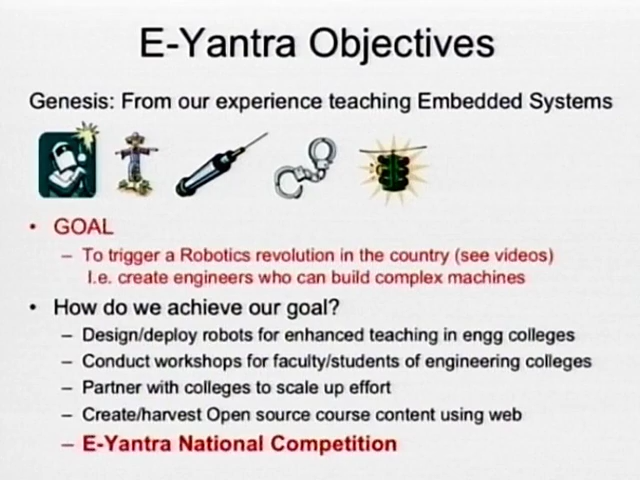 E-Yantra Objectives
Genesis: From our experience teaching Embedded Systems
• GOAL
– To trigger a Robotics revolution in the country (see videos)
I.e. create engineers who can build complex machines
• How do we achieve our goal?
– Design/deploy robots for enhanced teaching in engg colleges
– Conduct workshops for faculty/students of engineering colleges
– Partner with colleges to scale up effort
– Create/harvest Open source course content using web
– E-Yantra National Competition